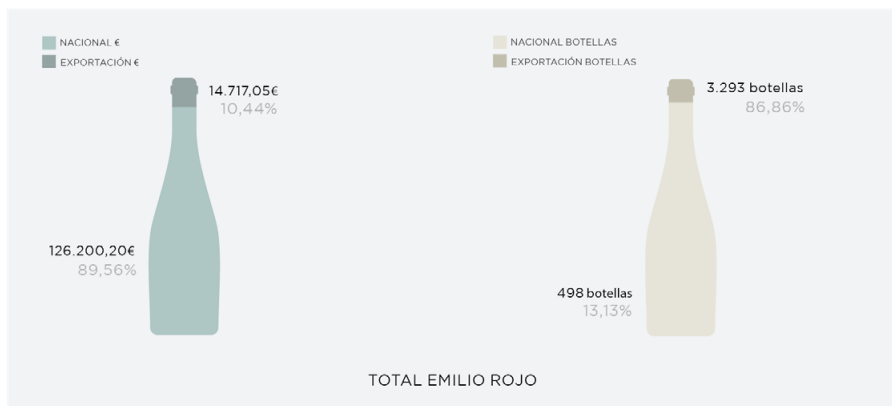 NACIONAL €
EXPORTACIÓN €
14.717,05€
10,44%
126.200,20€
89,56%
NACIONAL BOTELLAS
EXPORTACIÓN BOTELLAS
3.293 botellas
86,86%
498 botellas
13,13%
TOTAL EMILIO ROJO